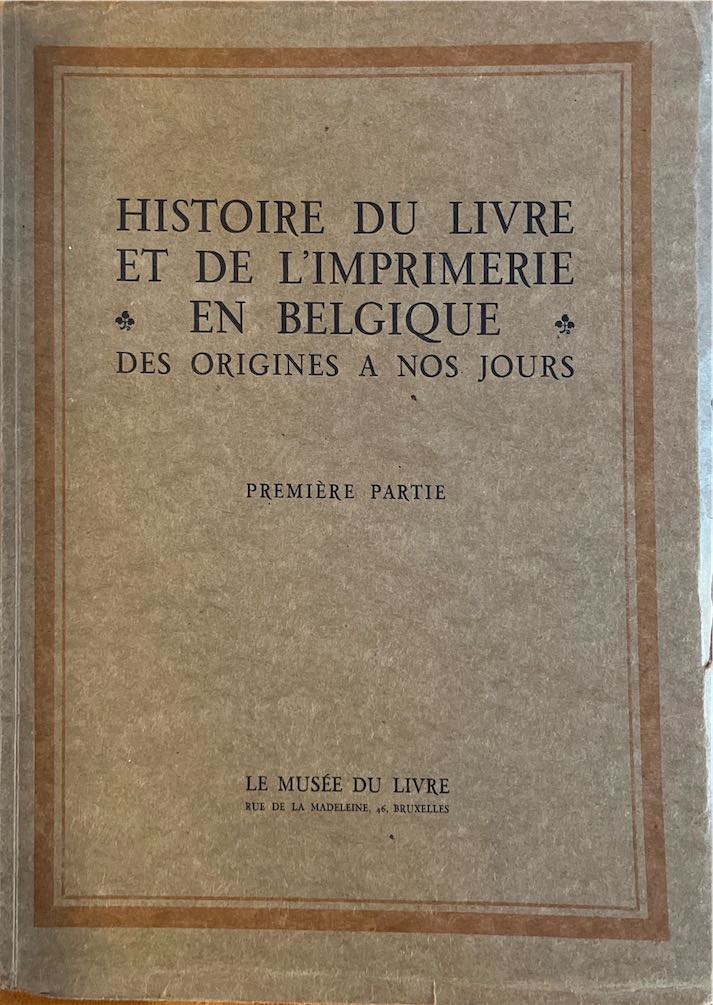 HISTOIRE DU LIVRE
ET DE L'IMPRIMERIE
EN BELGIQUE
DES ORIGINES A NOS JOURS
PREMIÈRE PARTIE
LE MUSÉE DU LIVRE
RUE DE LA MADELEINE, 46, BRUXELLES